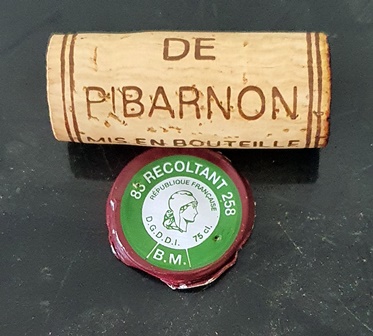 DE
PIBARNON
MIS EN BOUTEILLE
83 RECOLTANT 258
RÉPUBLIQUE FRANÇAISE
D.G.D.D.I. 75 cl.
B.M.